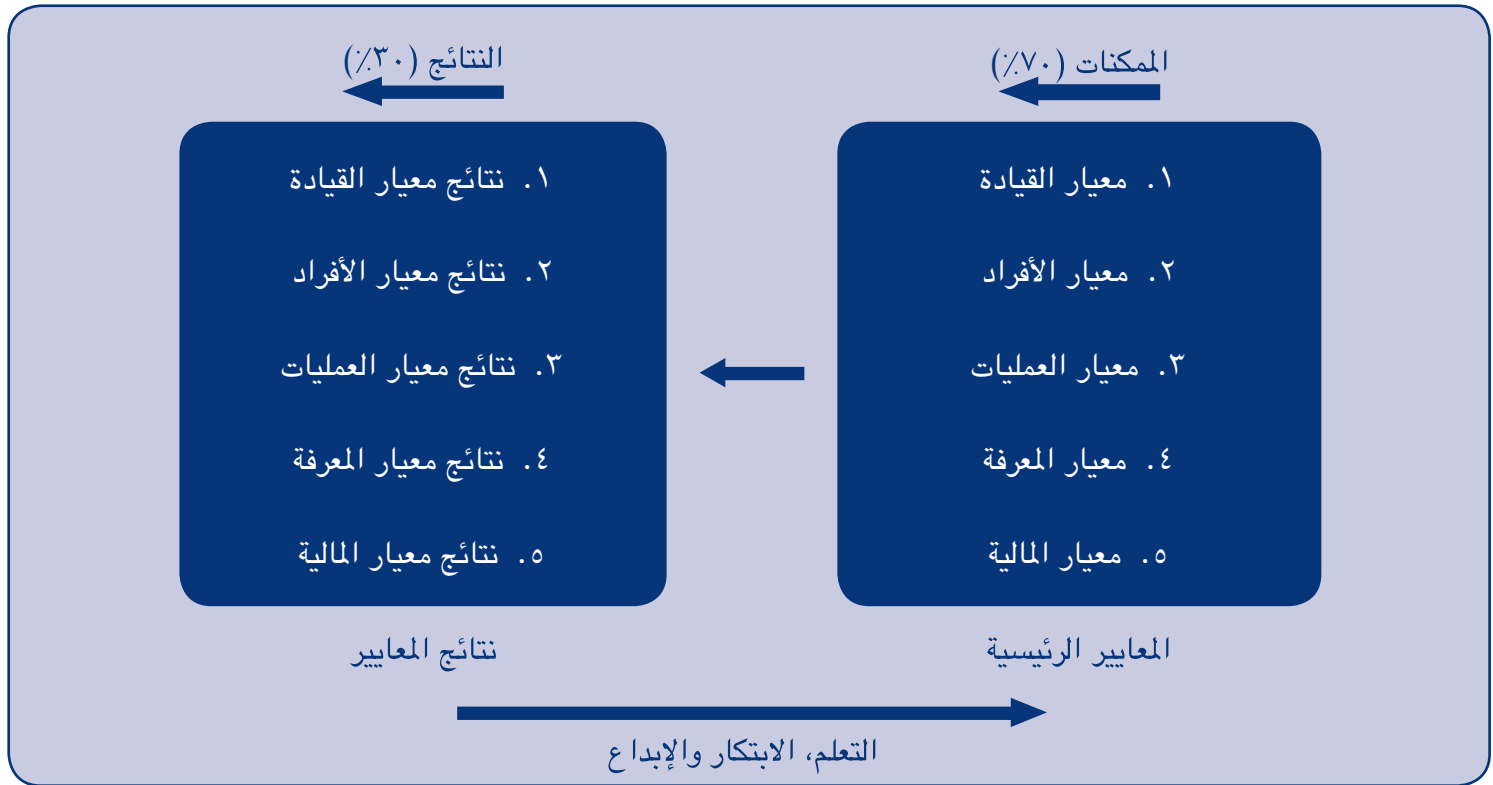 الممكنات (٧٠٪)
١. معيار القيادة
٢. معيار الأفراد
٣. معيار العمليات
٤. معيار المعرفة
٥. معيار المالية
المعايير الرئيسية
النتائج (٣٠٪)
١. نتائج معيار القيادة
٢. نتائج معيار الأفراد
٣. نتائج معيار العمليات
٤. نتائج معيار المعرفة
٥. نتائج معيار المالية
نتائج المعايير
التعلم، الابتكار والإبداع